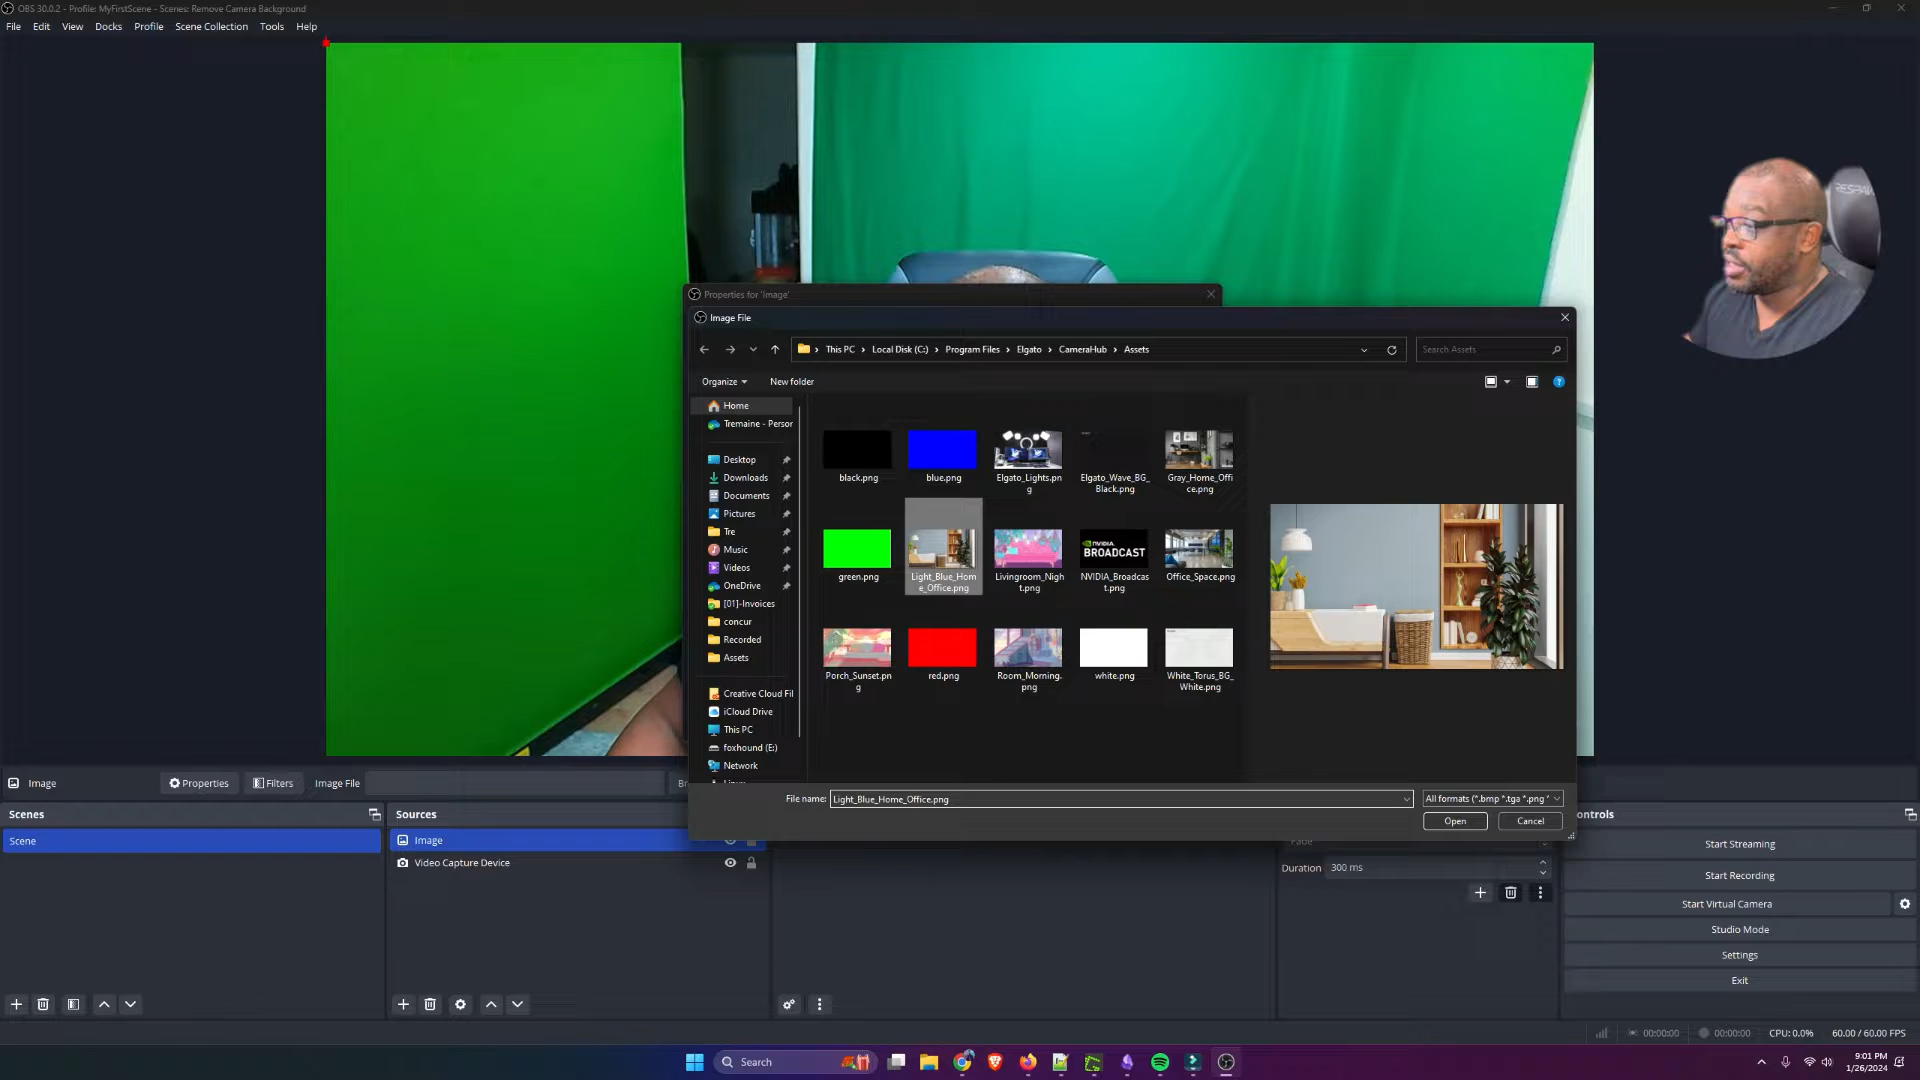 OBS 30.0.2 - Profile: MyFirstScene - Scenes: Remove Camera Background
File Edit View Docks Profile Scene Collection Tools Help
Properties for 'Image'
Image File
This PC > Local Disk (C:) > Program Files > Elgato > CameraHub > Assets
Search Assets
Organize New folder
Home
Tremaine - Person
Desktop
Downloads
Documents
Pictures
Tre
Music
Videos
OneDrive
[01]-Invoices
concur
Recorded
Assets
Creative Cloud Fil
iCloud Drive
This PC
foxhound (E:)
Network
black.png
blue.png
Elgato_Lights.pn
g
Elgato_Wave_BG_
Black.png
Gray_Home_Offi
ce.png
green.png
Light_Blue_Hom
e_Office.png
Livingroom_Nigh
t.png
NVIDIA
BROADCAST
NVIDIA_Broadcas
t.png
Office_Space.png
Porch_Sunset.pn
g
red.png
Room_Morning.
png
white.png
White_Torus_BG_
White.png
File name: Light_Blue_Home_Office.png
All formats (*.bmp *.tga *.png *
Open Cancel
Image Properties Filters Image File
Scenes
Scene
Sources
Image
Video Capture Device
Fade
Duration 300 ms
ontrols
Start Streaming
Start Recording
Start Virtual Camera
Studio Mode
Settings
Exit
00:00:00 00:00:00 CPU: 0.0% 60.00 / 60.00 FPS
Search
9:01 PM
1/26/2024